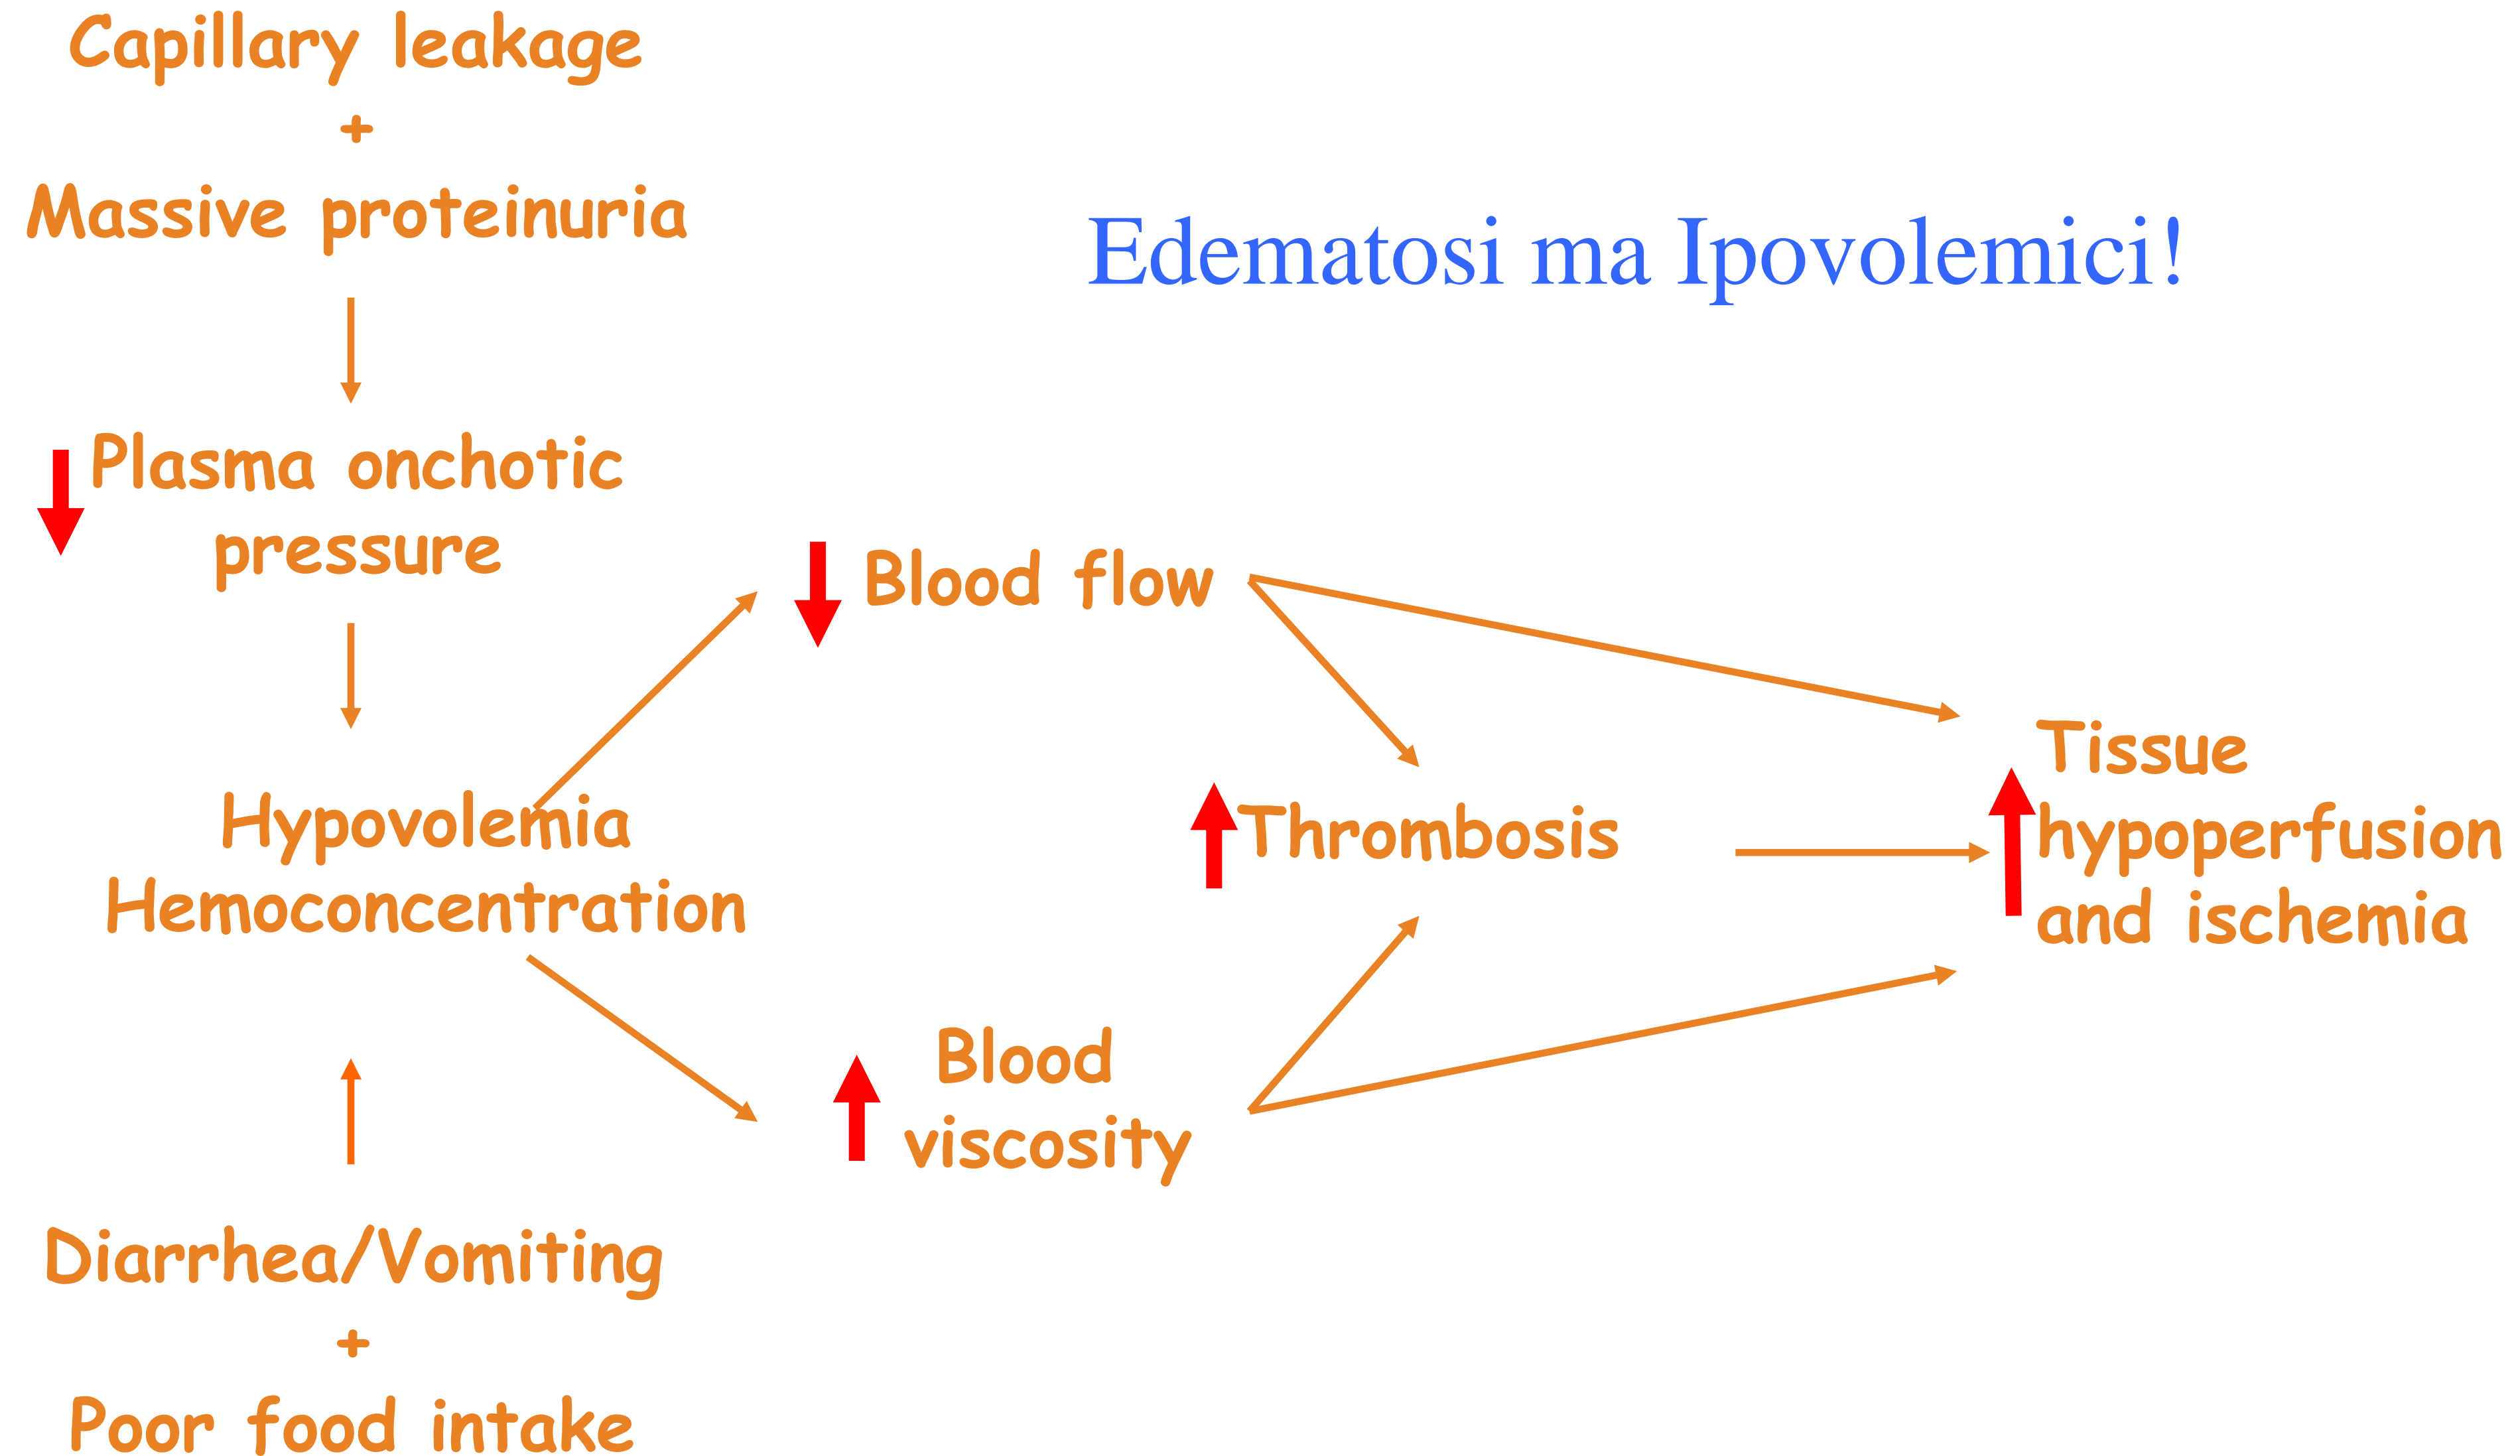 Capillary leakage
+
Massive proteinuria
Edematosi ma Ipovolemici!
Plasma onchotic
pressure
Blood flow
Hypovolemia
Hemoconcentration
Thrombosis
Tissue
hypoperfusion
and ischemia
Blood
viscosity
Diarrhea/Vomiting
+
Poor food intake